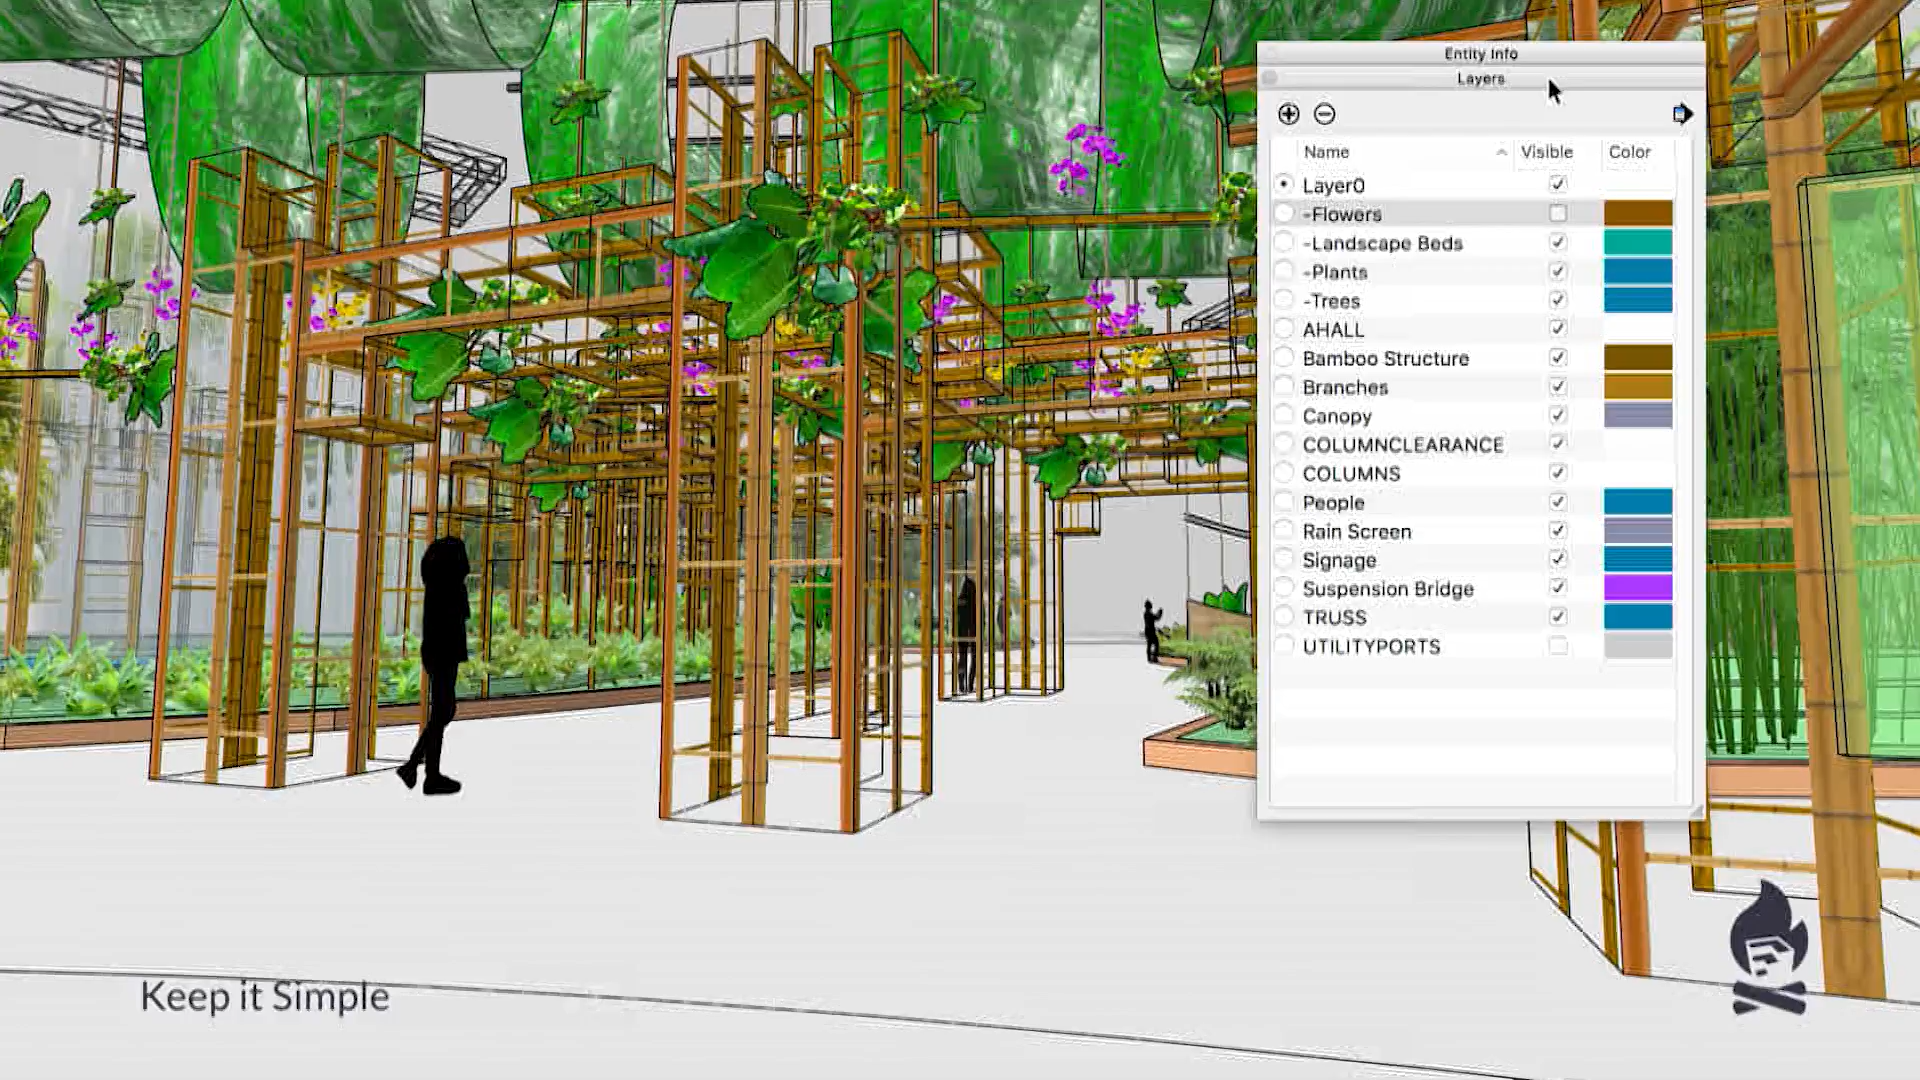 Entity Info
Layers
Name Visible Color
Layer0
-Flowers
-Landscape Beds
-Plants
-Trees
AHALL
Bamboo Structure
Branches
Canopy
COLUMNCLEARANCE
COLUMNS
People
Rain Screen
Signage
Suspension Bridge
TRUSS
UTILITYPORTS
Keep it Simple